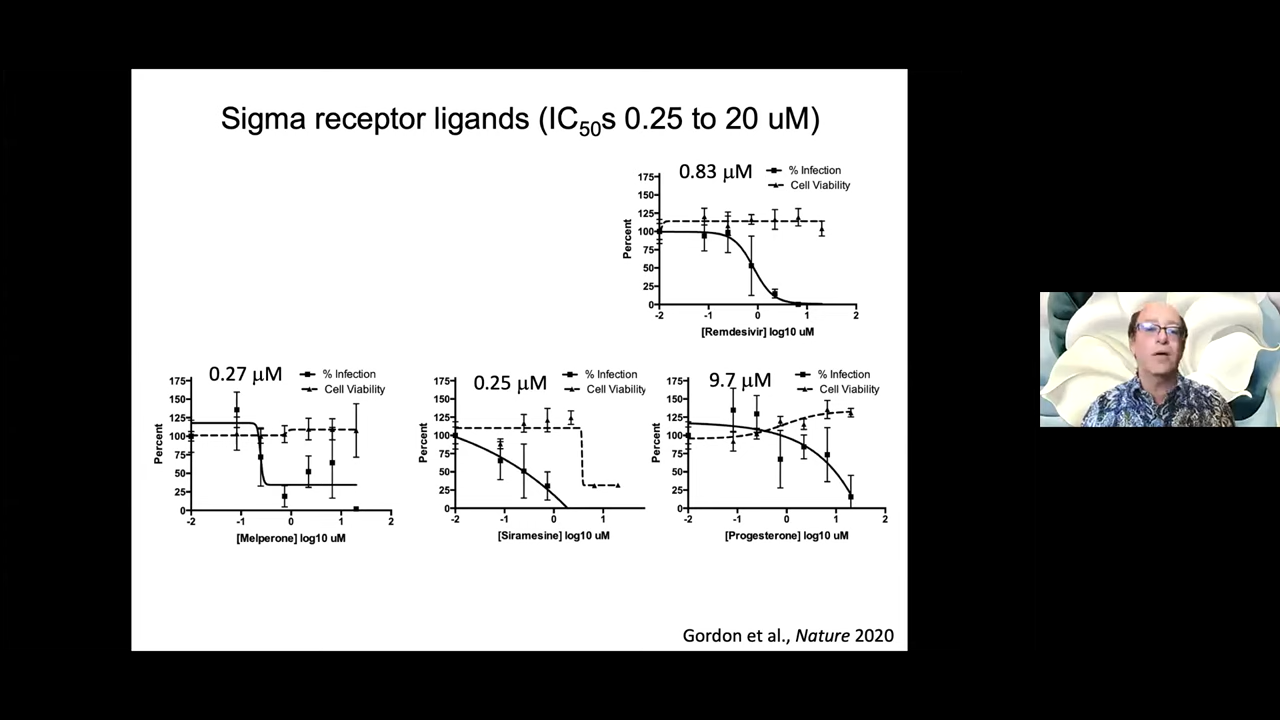 Sigma receptor ligands (IC50s 0.25 to 20 uM)
0.83 μM
% Infection
Cell Viability
175
150
125
100
75
50
25
0
Percent
-2 -1 0 1 2
[Remdesivir] log10 uM
0.27 μM
% Infection
Cell Viability
175
150
125
100
75
50
25
0
Percent
-2 -1 0 1 2
[Melperone] log10 uM
0.25 μM
% Infection
Cell Viability
175
150
125
100
75
50
25
0
Percent
-2 -1 0 1
[Siramesine] log10 uM
9.7 μM
% Infection
Cell Viability
175
150
125
100
75
50
25
0
Percent
-2 -1 0 1 2
[Progesterone] log10 uM
Gordon et al., Nature 2020